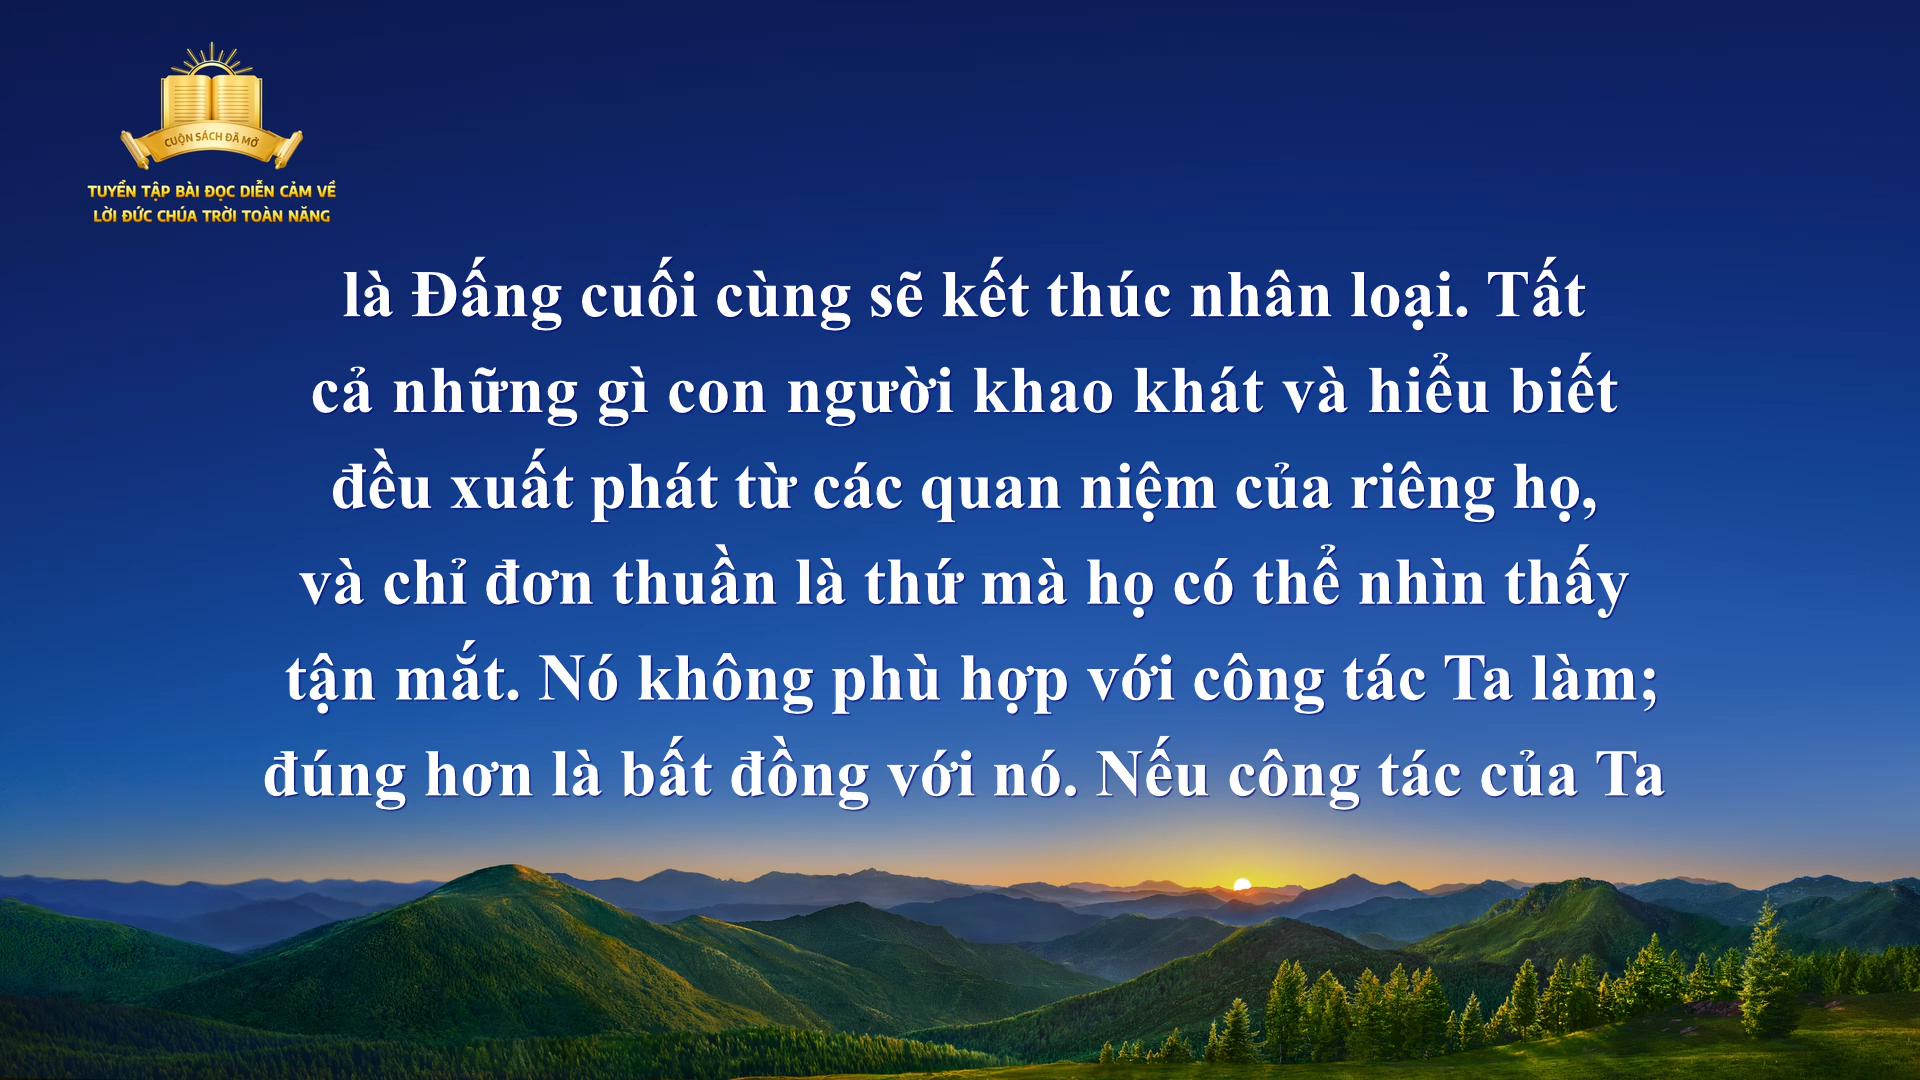 CUỘN SÁCH ĐÃ MỞ
TUYỂN TẬP BÀI ĐỌC DIỄN CẢM VỀ
LỜI ĐỨC CHÚA TRỜI TOÀN NĂNG
là Đấng cuối cùng sẽ kết thúc nhân loại. Tất
cả những gì con người khao khát và hiểu biết
đều xuất phát từ các quan niệm của riêng họ,
và chỉ đơn thuần là thứ mà họ có thể nhìn thấy
tận mắt. Nó không phù hợp với công tác Ta làm;
đúng hơn là bất đồng với nó. Nếu công tác của Ta